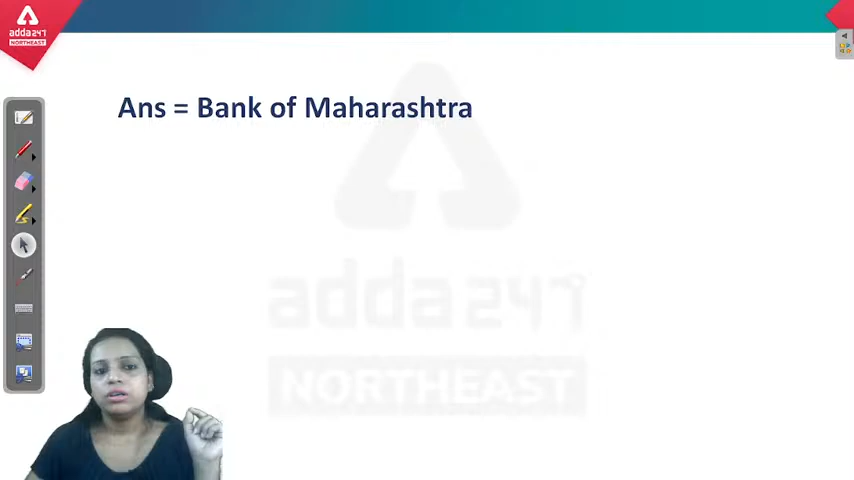 adda247
NORTHEAST
Ans = Bank of Maharashtra
adda247
NORTHEAST